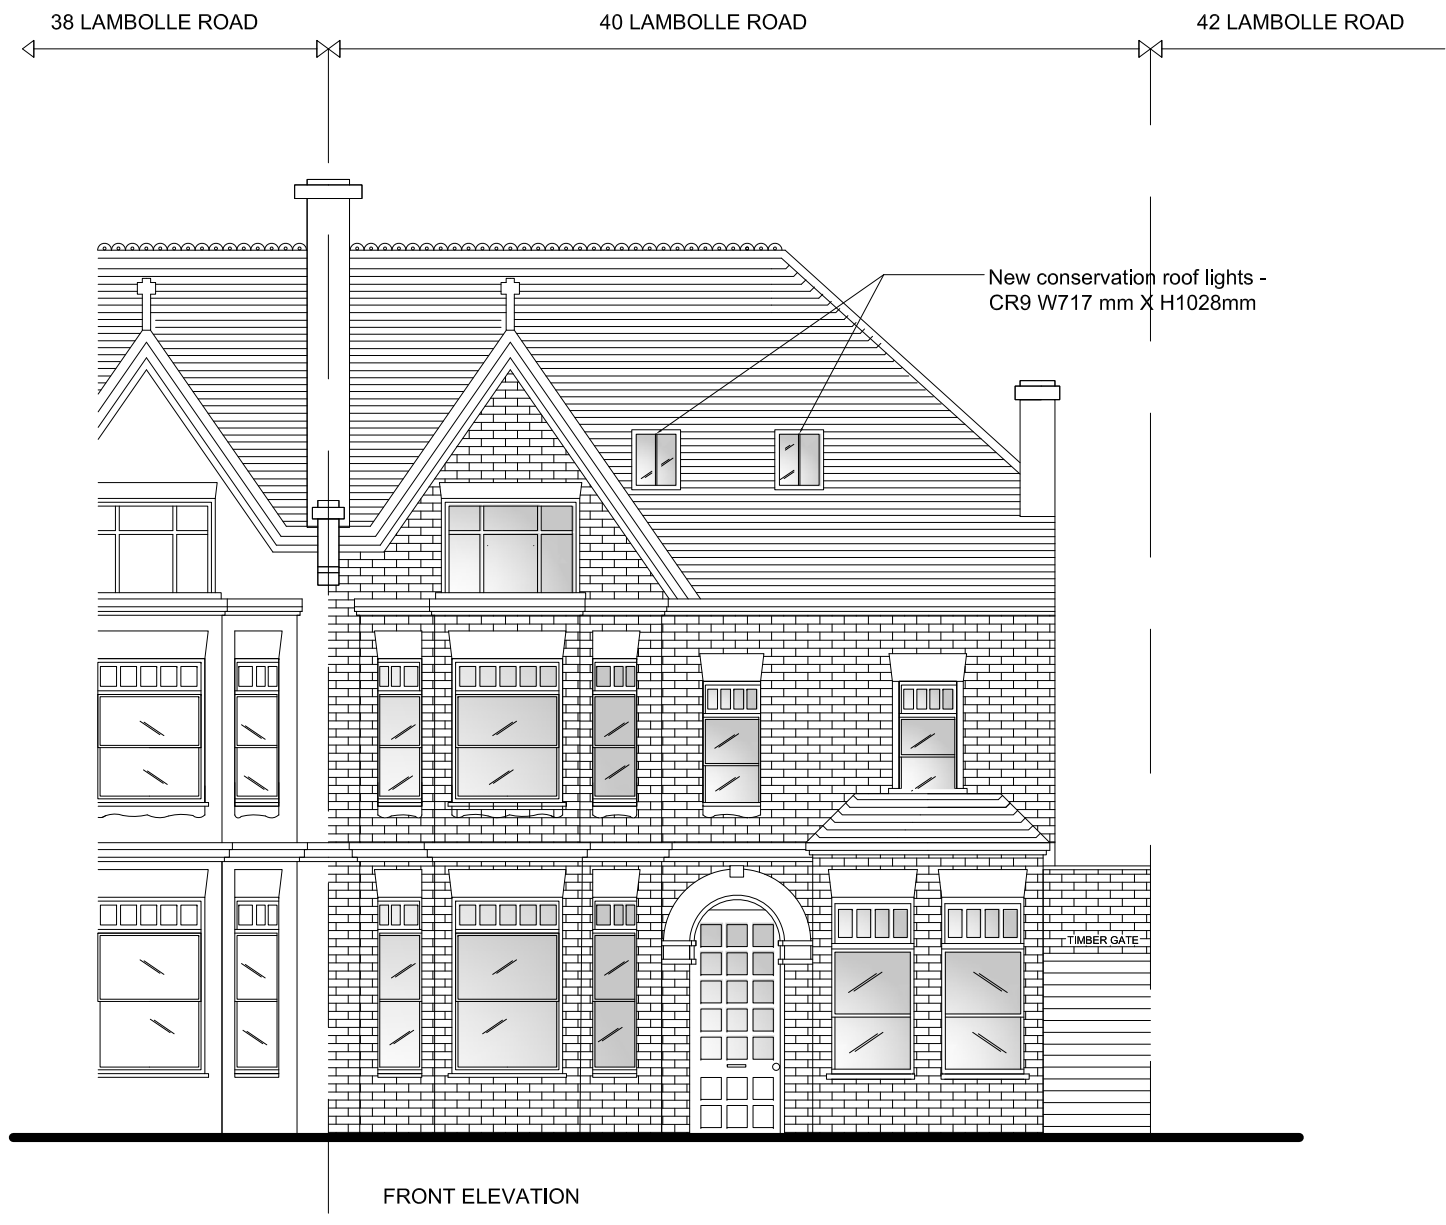 38 LAMBOLLE ROAD
40 LAMBOLLE ROAD
42 LAMBOLLE ROAD
New conservation roof lights -
CR9 W717 mm X H1028mm
TIMBER GATE
FRONT ELEVATION